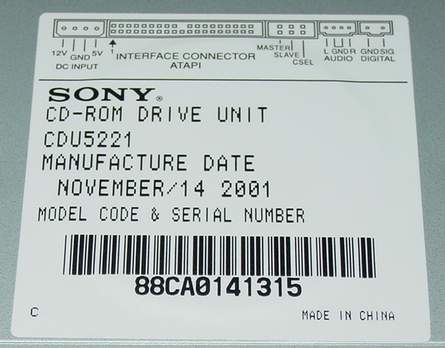 12V GND 5V
DC INPUT
1
INTERFACE CONNECTOR
ATAPI
MASTER
SLAVE
CSEL
L GND R
AUDIO
GND SIG
DIGITAL
SONY®
CD-ROM DRIVE UNIT
CDU5221
MANUFACTURE DATE
NOVEMBER/14 2001
MODEL CODE & SERIAL NUMBER
88CA0141315
C
MADE IN CHINA